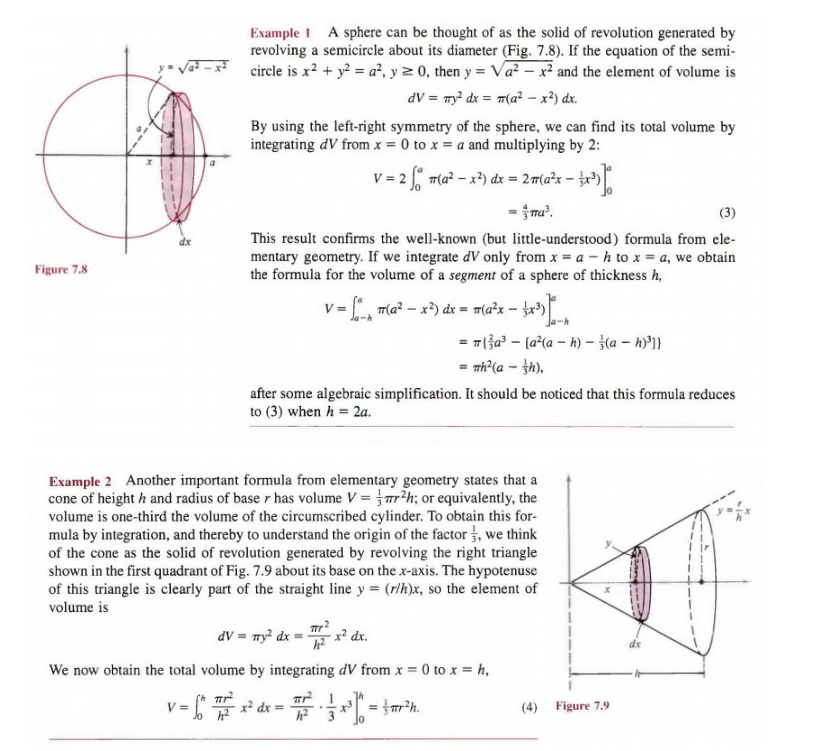 Example 1 A sphere can be thought of as the solid of revolution generated by
revolving a semicircle about its diameter (Fig. 7.8). If the equation of the semi-
circle is x² + y² = a², y ≥ 0, then y = √(a² − x²) and the element of volume is
dV = πy² dx = π(a² − x²) dx.
By using the left-right symmetry of the sphere, we can find its total volume by
integrating dV from x = 0 to x = a and multiplying by 2:
V = 2 ∫₀ᵃ π(a² − x²) dx = 2π(a²x − ⅓x³)]₀ᵃ
= 4/3 πa³. (3)
This result confirms the well-known (but little-understood) formula from ele-
mentary geometry. If we integrate dV only from x = a − h to x = a, we obtain
the formula for the volume of a segment of a sphere of thickness h,
V = ∫_{a−h}^{a} π(a² − x²) dx = π(a²x − ⅓x³)]_{a−h}^{a}
= π{⅔a³ − [a²(a − h) − ⅓(a − h)³]}
= πh²(a − ⅓h),
after some algebraic simplification. It should be noticed that this formula reduces
to (3) when h = 2a.
y = √(a² − x²)
a
x
a
dx
Figure 7.8
Example 2 Another important formula from elementary geometry states that a
cone of height h and radius of base r has volume V = ⅓πr²h; or equivalently, the
volume is one-third the volume of the circumscribed cylinder. To obtain this for-
mula by integration, and thereby to understand the origin of the factor ⅓, we think
of the cone as the solid of revolution generated by revolving the right triangle
shown in the first quadrant of Fig. 7.9 about its base on the x-axis. The hypotenuse
of this triangle is clearly part of the straight line y = (r/h)x, so the element of
volume is
dV = πy² dx = πr²/h² x² dx.
We now obtain the total volume by integrating dV from x = 0 to x = h,
V = ∫₀ʰ πr²/h² x² dx = πr²/h² · 1/3 x³]₀ʰ = ⅓πr²h. (4)
y = r/h x
y
r
x
dx
h
Figure 7.9